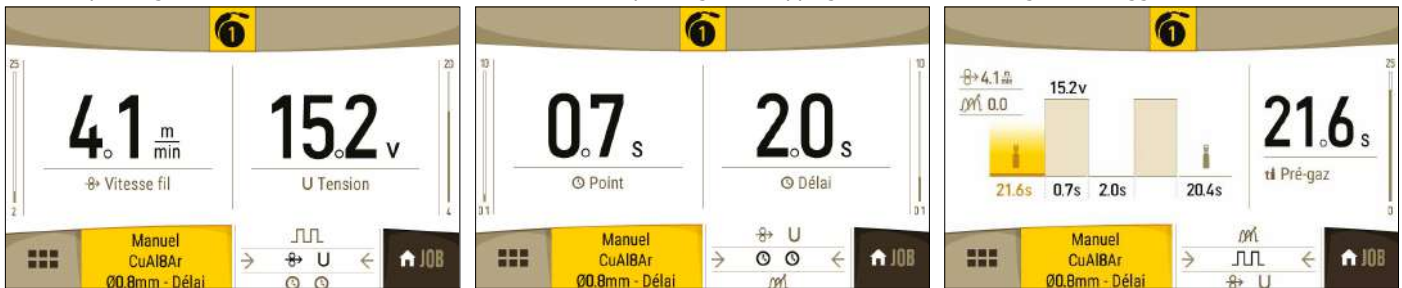 1
25
20
4.1 m/min
15.2 v
Vitesse fil
U Tension
2
4
Manuel
CuAl8Ar
Ø0.8mm - Délai
U
JOB
1
10
10
0.7 s
2.0 s
Point
Délai
0.1
0.1
Manuel
CuAl8Ar
Ø0.8mm - Délai
U
JOB
1
4.1 m/min
0.0
15.2v
25
21.6 s
Pré-gaz
21.6s 0.7s 2.0s 20.4s
0
Manuel
CuAl8Ar
Ø0.8mm - Délai
U
JOB